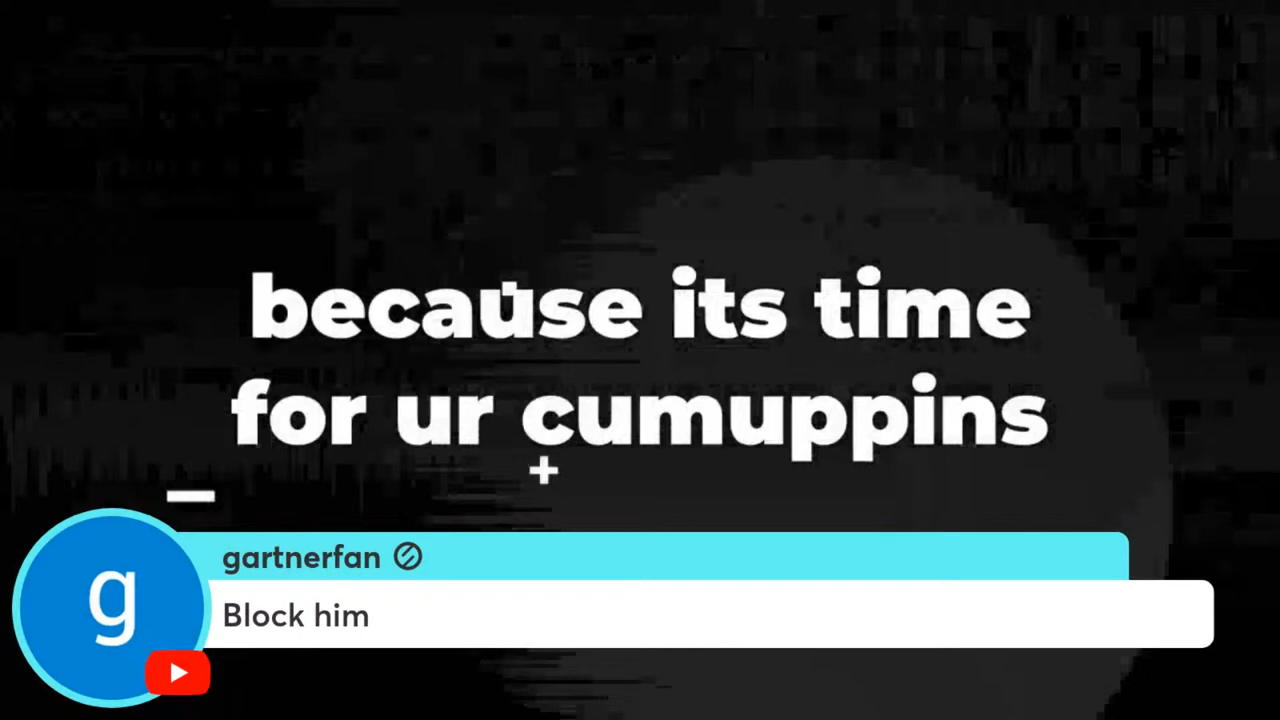 because its time
for ur cumuppins
gartnerfan
Block him
g